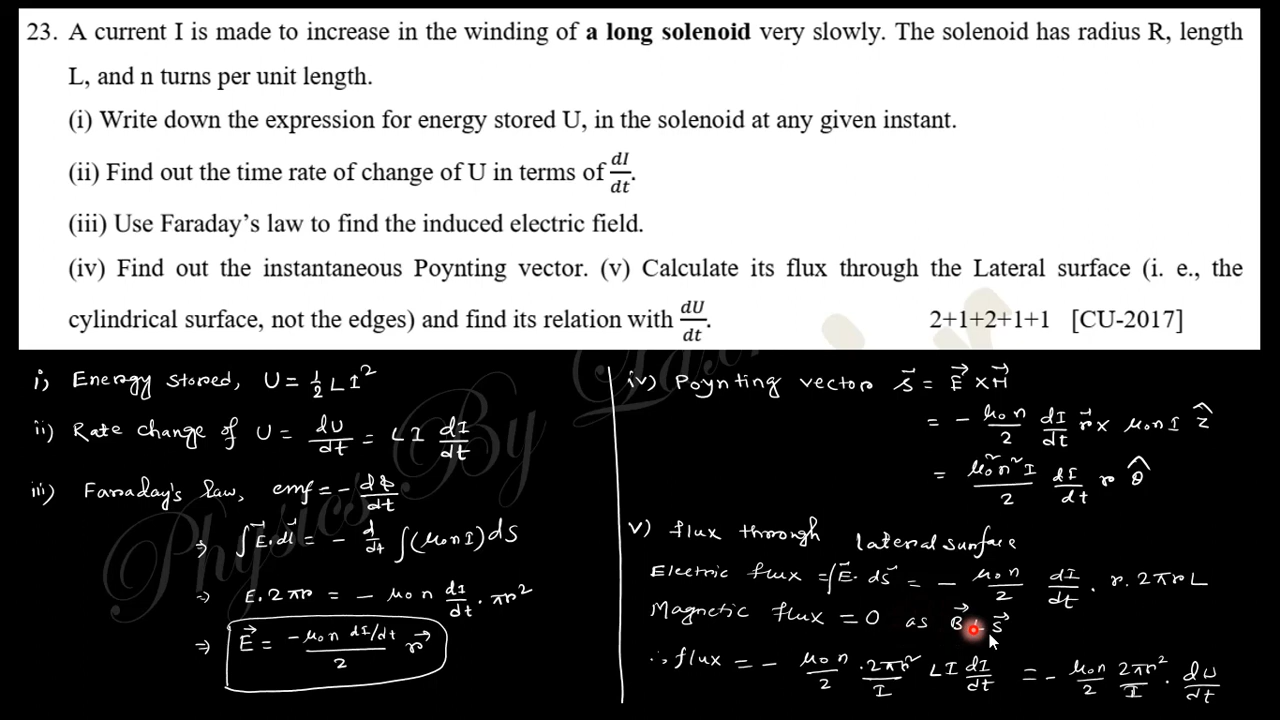 23. A current I is made to increase in the winding of a long solenoid very slowly. The solenoid has radius R, length
L, and n turns per unit length.
(i) Write down the expression for energy stored U, in the solenoid at any given instant.
(ii) Find out the time rate of change of U in terms of dI/dt.
(iii) Use Faraday's law to find the induced electric field.
(iv) Find out the instantaneous Poynting vector. (v) Calculate its flux through the Lateral surface (i. e., the
cylindrical surface, not the edges) and find its relation with dU/dt. 2+1+2+1+1 [CU-2017]
i) Energy stored, U = ½ L I²
ii) Rate change of U = dU/dt = L I dI/dt
iii) Faraday's law, emf = - dϕ/dt
⇒ ∫E⃗.dl⃗ = - d/dt ∫(μ₀nI) ds
⇒ E. 2πr = - μ₀n dI/dt . πr²
⇒ E⃗ = -μ₀n dI/dt / 2 r⃗
iv) Poynting vector S⃗ = E⃗ × H⃗
= - μ₀n/2 dI/dt r⃗ × μ₀nI ẑ
= μ₀²n²I/2 dI/dt r θ̂
v) flux through lateral surface
Electric flux = ∫E⃗. ds⃗ = - μ₀n/2 dI/dt . r. 2πrL
Magnetic flux = 0 as B⃗ ⊥ S⃗
∴ flux = - μ₀n/2 . 2πr²/I LI dI/dt = - μ₀n/2 2πr²/I . dU/dt
Physics By